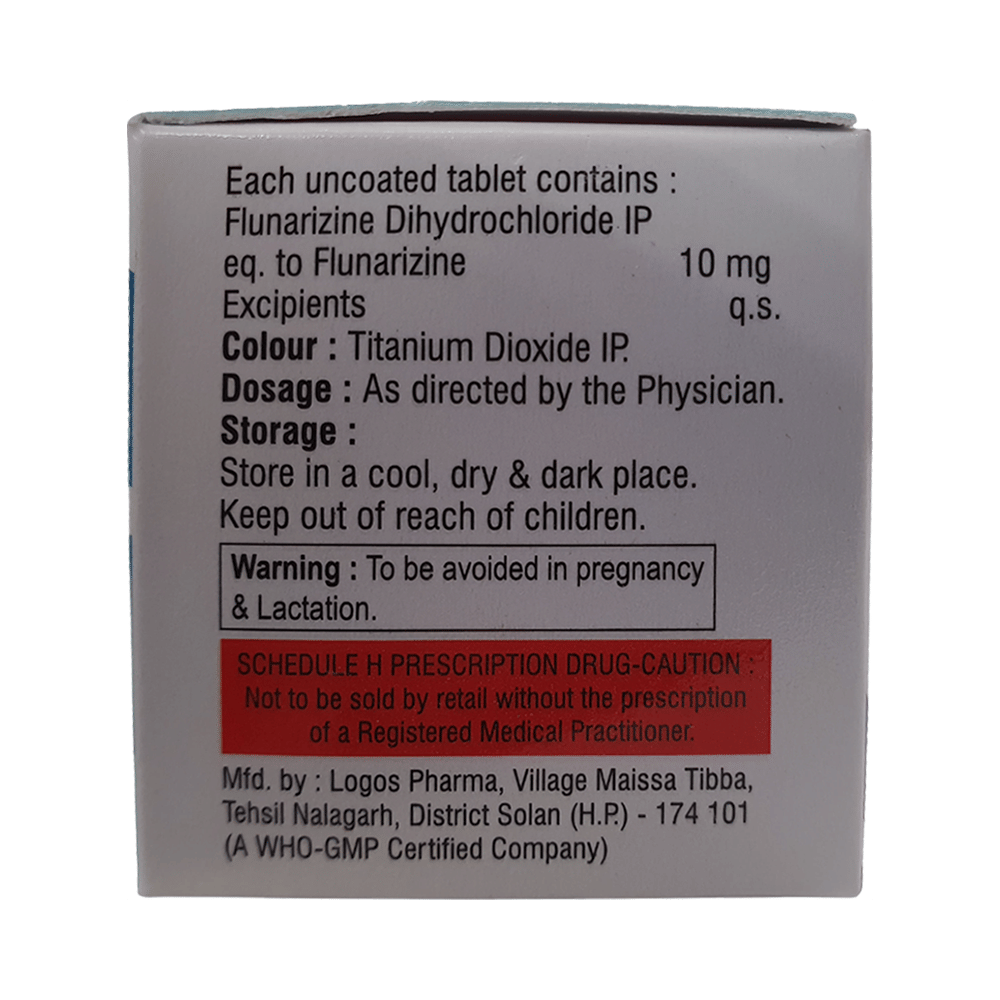 Each uncoated tablet contains :
Flunarizine Dihydrochloride IP
eq. to Flunarizine 10 mg
Excipients q.s.
Colour : Titanium Dioxide IP.
Dosage : As directed by the Physician.
Storage :
Store in a cool, dry & dark place.
Keep out of reach of children.
Warning : To be avoided in pregnancy
& Lactation.
SCHEDULE H PRESCRIPTION DRUG-CAUTION :
Not to be sold by retail without the prescription
of a Registered Medical Practitioner.
Mfd. by : Logos Pharma, Village Maissa Tibba,
Tehsil Nalagarh, District Solan (H.P.) - 174 101
(A WHO-GMP Certified Company)